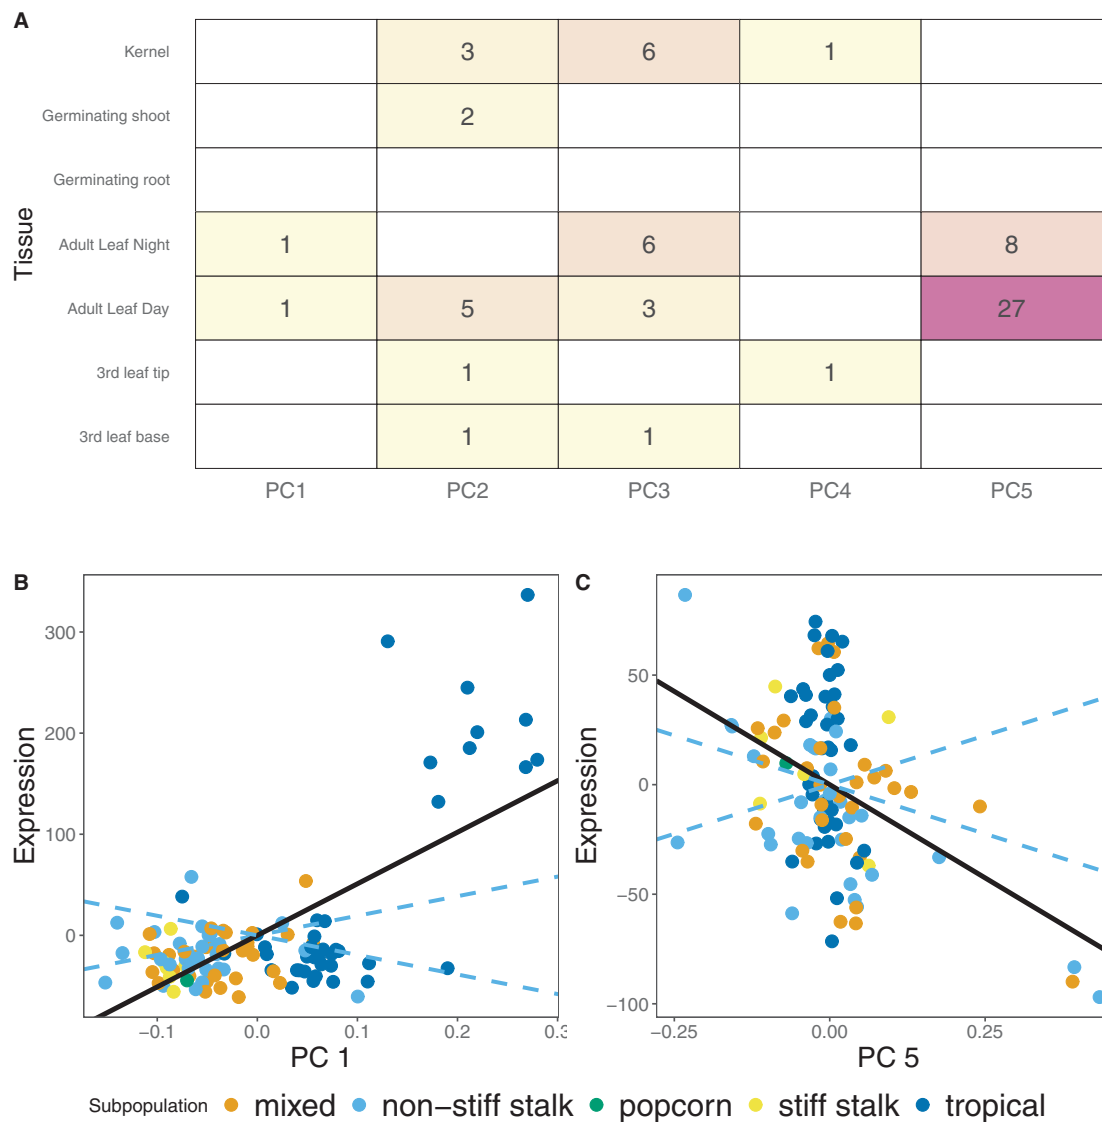 A
Tissue
Kernel 3 6 1
Germinating shoot 2
Germinating root
Adult Leaf Night 1 6 8
Adult Leaf Day 1 5 3 27
3rd leaf tip 1 1
3rd leaf base 1 1
PC1 PC2 PC3 PC4 PC5
B
Expression
300
200
100
0
−0.1 0.0 0.1 0.2 0.3
PC 1
C
Expression
50
0
−50
−100
−0.25 0.00 0.25
PC 5
Subpopulation mixed non−stiff stalk popcorn stiff stalk tropical